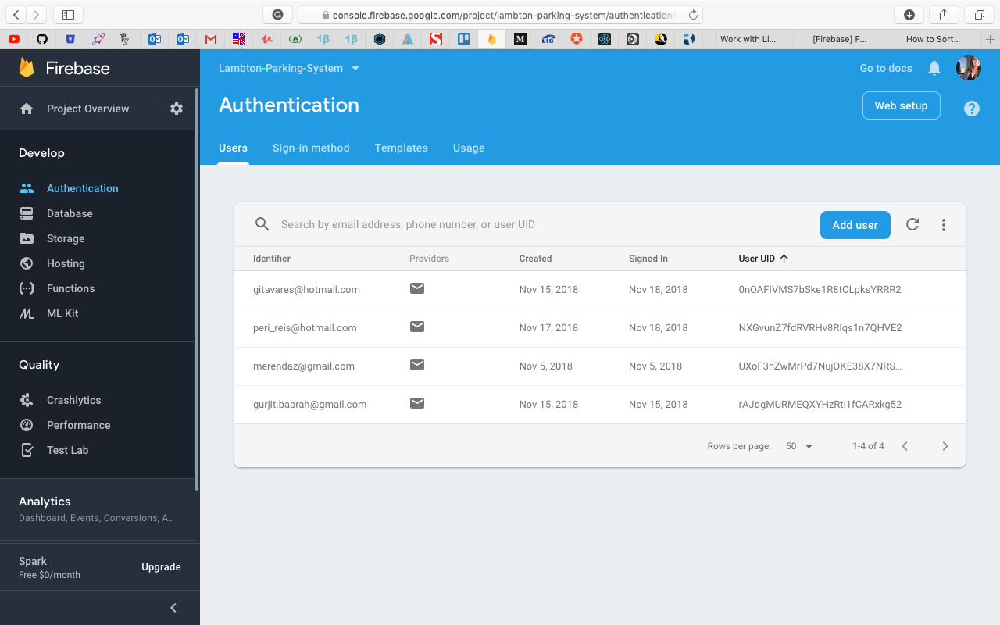 console.firebase.google.com/project/lambton-parking-system/authentication/
Work with Li...
[Firebase] F...
How to Sort...
Firebase
Project Overview
Develop
Authentication
Database
Storage
Hosting
Functions
ML Kit
Quality
Crashlytics
Performance
Test Lab
Analytics
Dashboard, Events, Conversions, A...
Spark
Free $0/month
Upgrade
Lambton-Parking-System
Go to docs
Authentication
Web setup
Users Sign-in method Templates Usage
Search by email address, phone number, or user UID
Add user
Identifier Providers Created Signed In User UID
gitavares@hotmail.com Nov 15, 2018 Nov 18, 2018 0nOAFIVMS7bSke1R8tOLpksYRRR2
peri_reis@hotmail.com Nov 17, 2018 Nov 18, 2018 NXGvunZ7fdRVRHv8RIqs1n7QHVE2
merendaz@gmail.com Nov 5, 2018 Nov 5, 2018 UXoF3hZwMrPd7NujOKE38X7NRS...
gurjit.babrah@gmail.com Nov 15, 2018 Nov 15, 2018 rAJdgMURMEQXYHzRti1fCARxkg52
Rows per page: 50 1-4 of 4